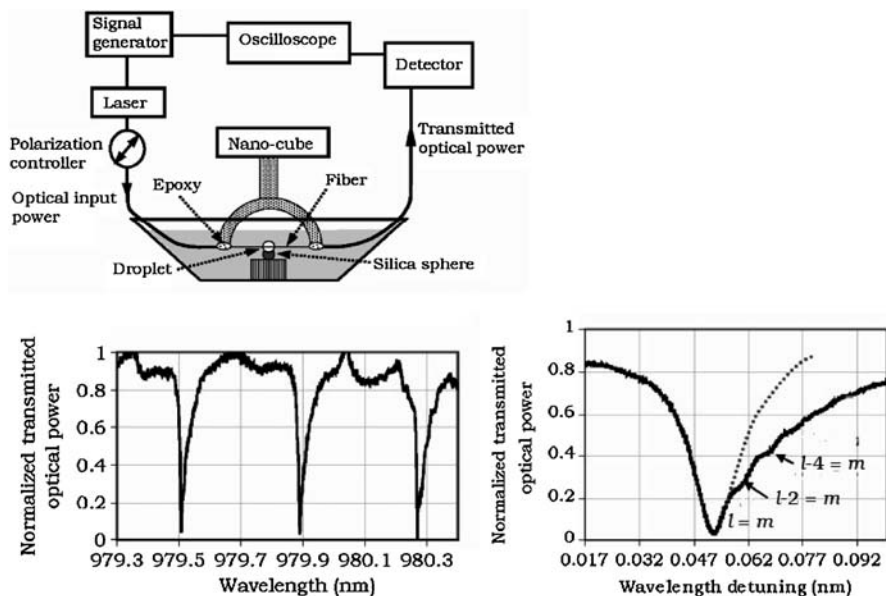 Signal
generator
Oscilloscope
Detector
Laser
Polarization
controller
Nano-cube
Transmitted
optical power
Optical input
power
Epoxy
Fiber
Droplet
Silica sphere
Normalized transmitted
optical power
1
0.8
0.6
0.4
0.2
0
979.3 979.5 979.7 979.9 980.1 980.3
Wavelength (nm)
Normalized transmitted
optical power
1
0.8
0.6
0.4
0.2
0
l-4 = m
l-2 = m
l = m
0.017 0.032 0.047 0.062 0.077 0.092
Wavelength detuning (nm)